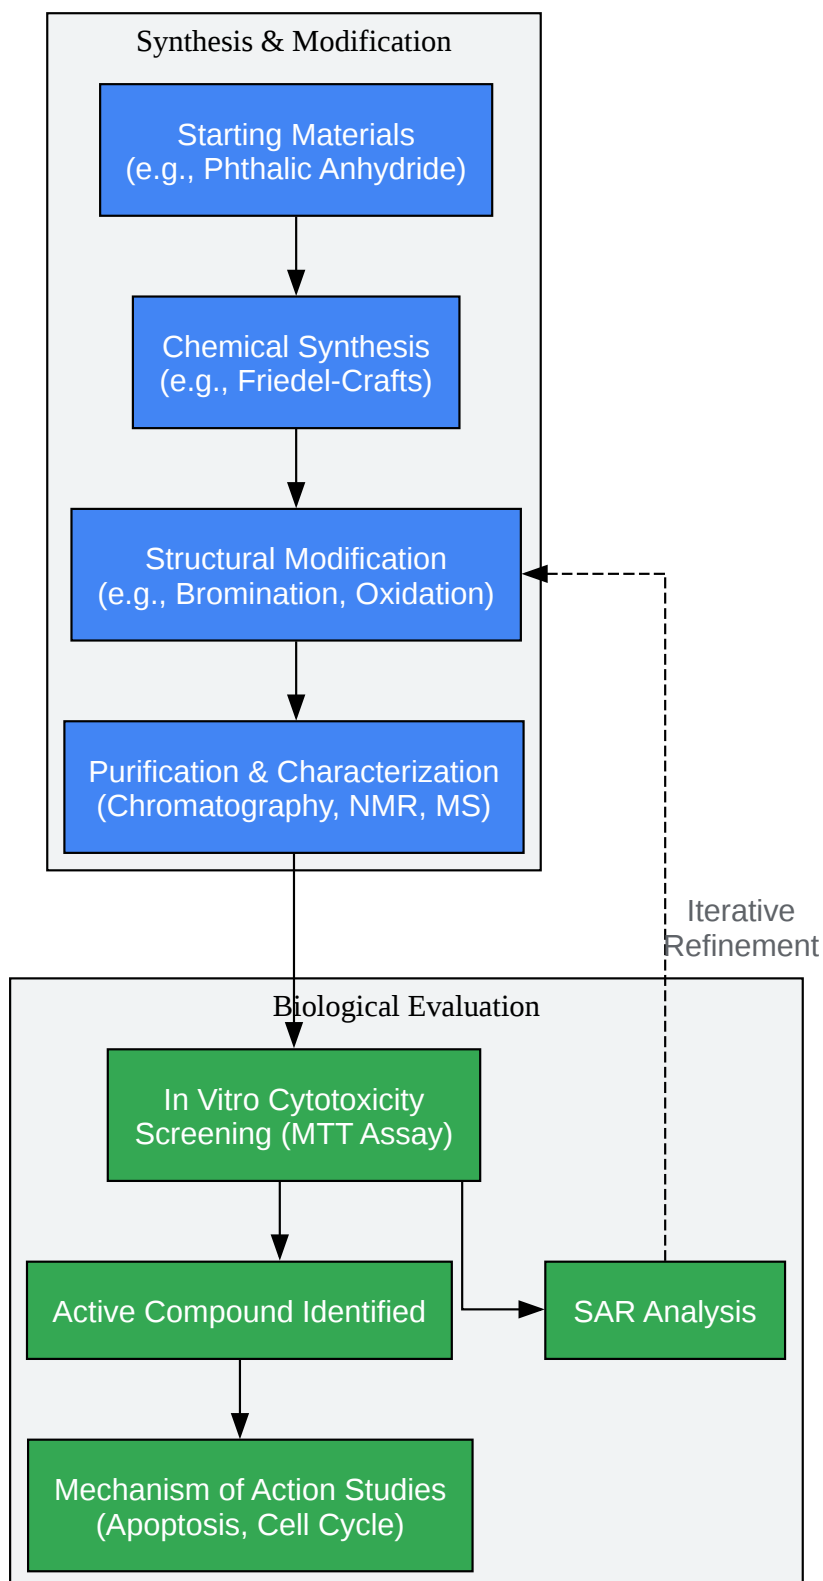 Synthesis & Modification
Starting Materials
(e.g., Phthalic Anhydride)
Chemical Synthesis
(e.g., Friedel-Crafts)
Structural Modification
(e.g., Bromination, Oxidation)
Purification & Characterization
(Chromatography, NMR, MS)
Iterative
Refinement
Biological Evaluation
In Vitro Cytotoxicity
Screening (MTT Assay)
Active Compound Identified
SAR Analysis
Mechanism of Action Studies
(Apoptosis, Cell Cycle)